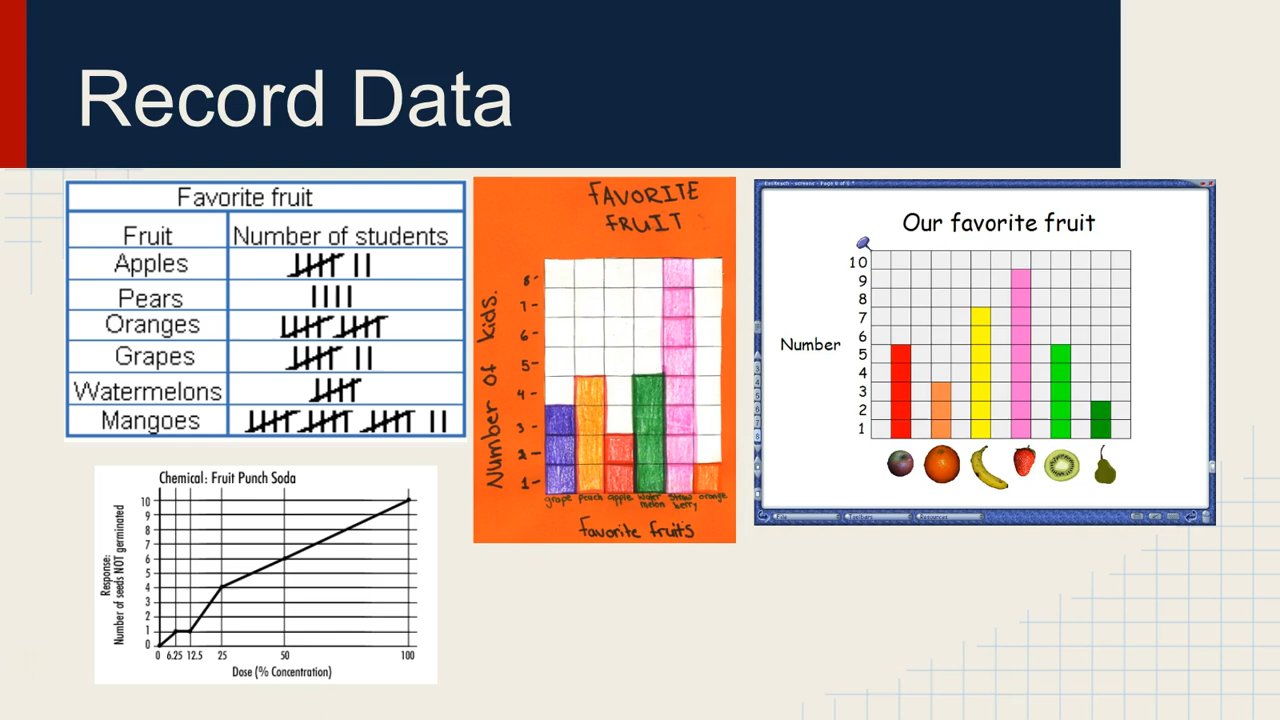 Record Data
Favorite fruit
Fruit Number of students
Apples
Pears
Oranges
Grapes
Watermelons
Mangoes
Chemical: Fruit Punch Soda
Response:
Number of seeds NOT germinated
10
9
8
7
6
5
4
3
2
1
0
0 6.25 12.5 25 50 100
Dose (% Concentration)
FAVORITE
FRUIT
Number of kids.
8-
7-
6-
5-
4-
3-
2-
1-
grape Peach apple water melon Straw berry orange
favorite fruits
Our favorite fruit
Number
10
9
8
7
6
5
4
3
2
1